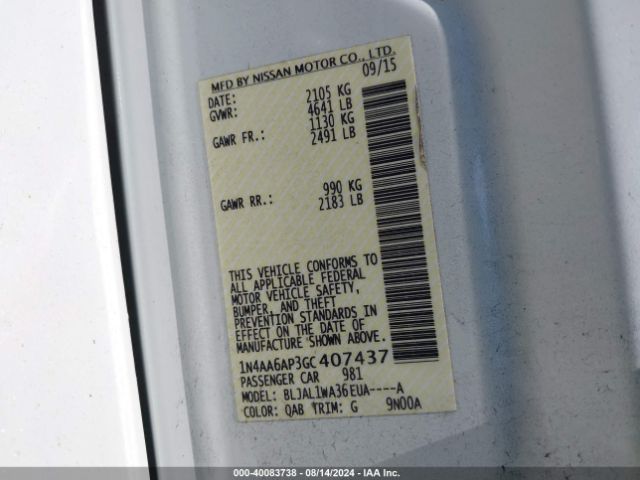 MFD BY NISSAN MOTOR CO., LTD.
DATE: 09/15
GVWR: 2105 KG
4641 LB
GAWR FR.: 1130 KG
2491 LB
GAWR RR.: 990 KG
2183 LB
THIS VEHICLE CONFORMS TO
ALL APPLICABLE FEDERAL
MOTOR VEHICLE SAFETY,
BUMPER, AND THEFT
PREVENTION STANDARDS IN
EFFECT ON THE DATE OF
MANUFACTURE SHOWN ABOVE.
1N4AA6AP3GC407437
PASSENGER CAR 981
MODEL: BLJAL1WA36EUA----A
COLOR: QAB TRIM: G 9N00A
000-40083738 - 08/14/2024 - IAA Inc.